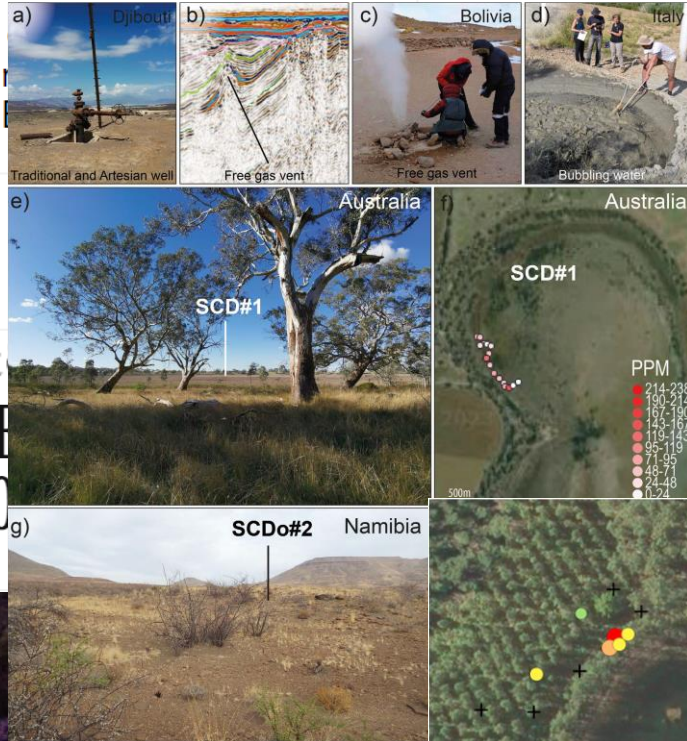 a) Djibouti
Traditional and Artesian well
b)
Free gas vent
c) Bolivia
Free gas vent
d) Italy
Bubbling water
e) Australia
SCD#1
f) Australia
SCD#1
PPM
214-238
190-214
167-190
143-167
119-143
95-119
71-95
48-71
24-48
0-24
500m
g) Namibia
SCDo#2